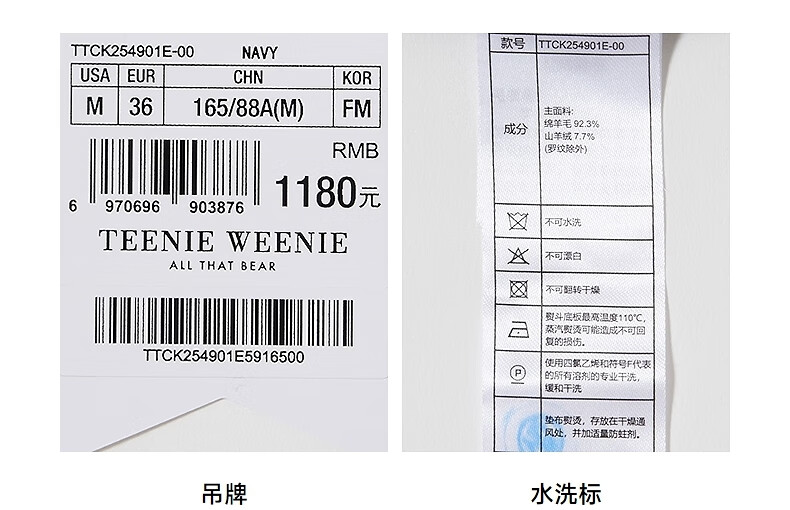 TTCK254901E-00 NAVY
USA EUR CHN KOR
M 36 165/88A(M) FM
RMB
1180元
6 970696 903876
TEENIE WEENIE
ALL THAT BEAR
TTCK254901E5916500
吊牌
款号 TTCK254901E-00
成分
主面料:
绵羊毛 92.3%
山羊绒 7.7%
(罗纹除外)
不可水洗
不可漂白
不可翻转干燥
熨斗底板最高温度110℃,
蒸汽熨烫可能造成不可回
复的损伤。
P
使用四氯乙烯和符号F代表
的所有溶剂的专业干洗,
缓和干洗
垫布熨烫，存放在干燥通
风处，并加适量防蛀剂。
水洗标